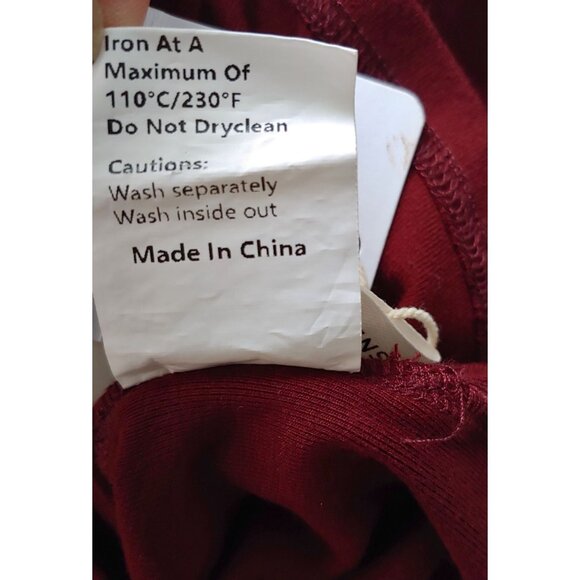 Iron At A
Maximum Of
110°C/230°F
Do Not Dryclean
Cautions:
Wash separately
Wash inside out
Made In China